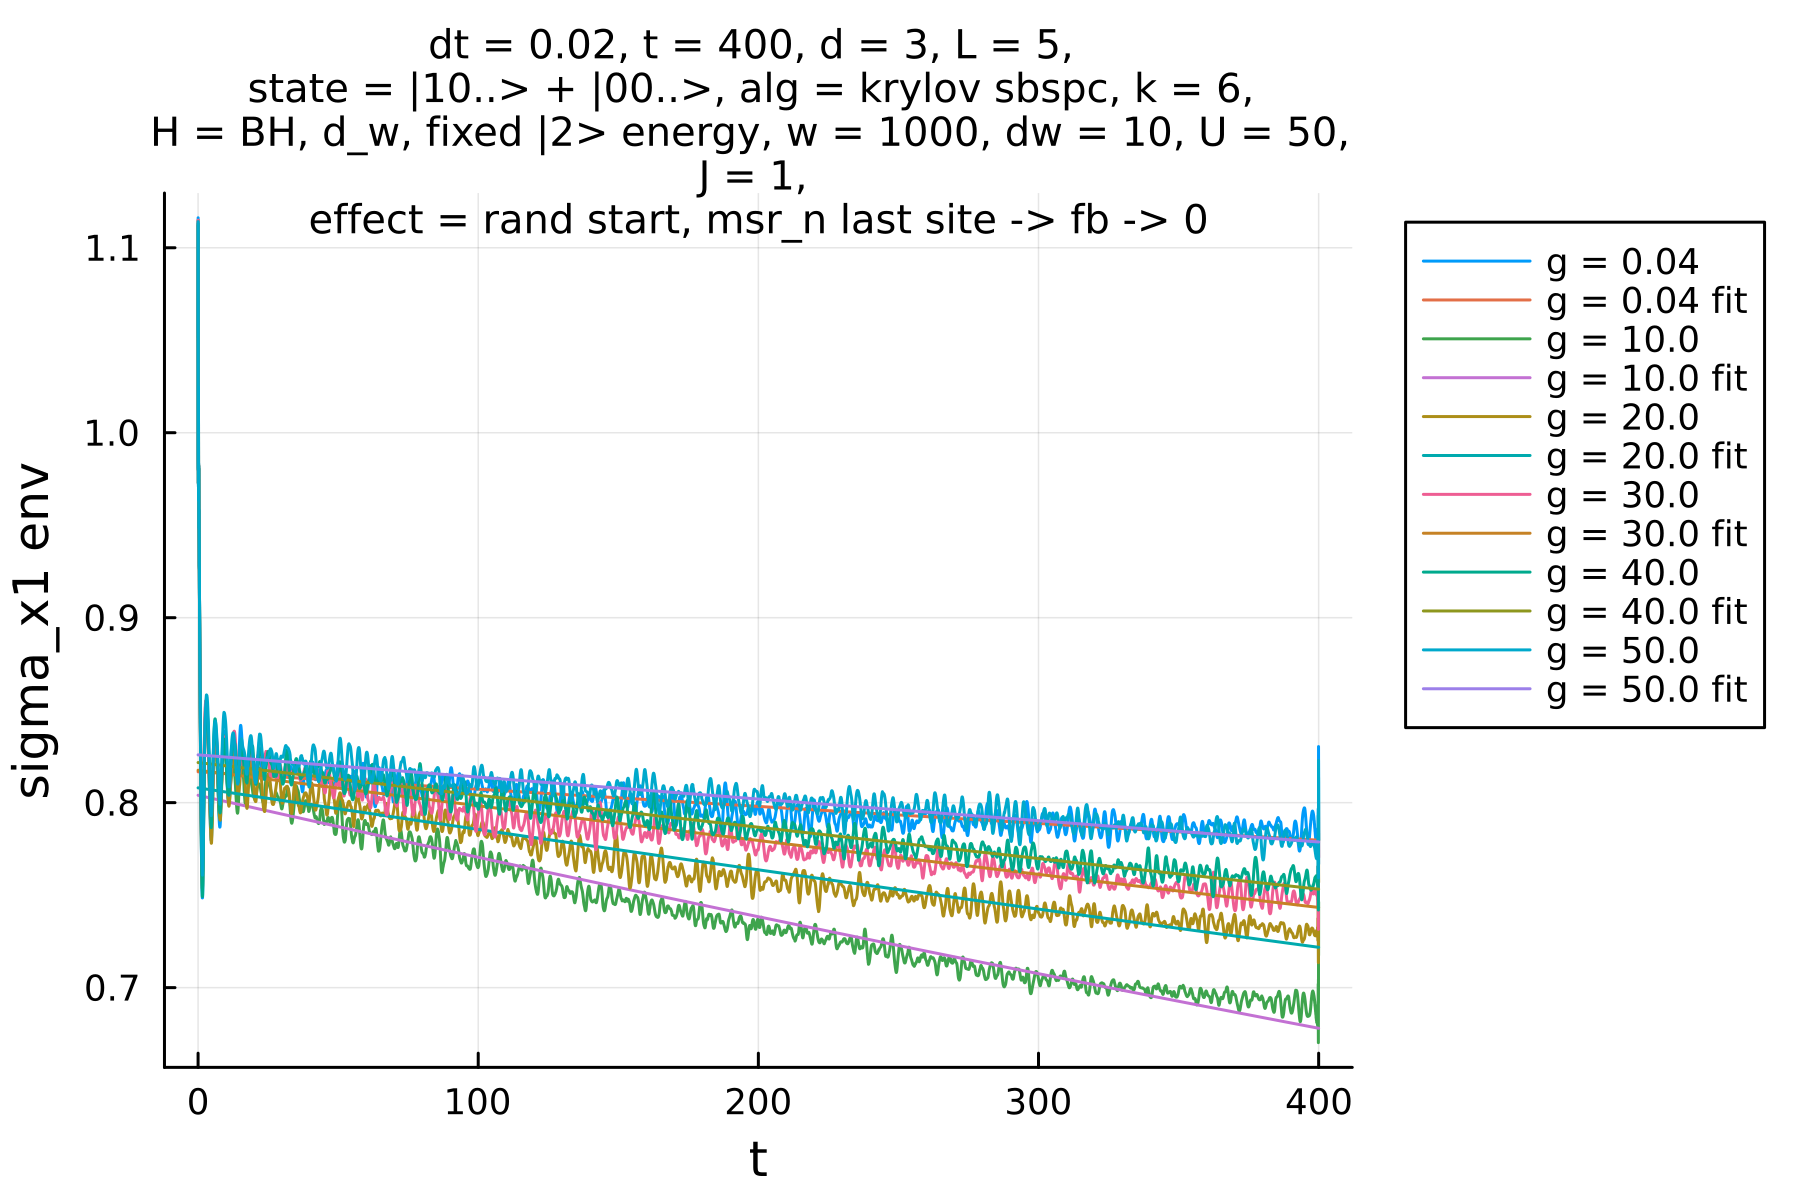 dt = 0.02, t = 400, d = 3, L = 5,
state = |10..> + |00..>, alg = krylov sbspc, k = 6,
H = BH, d_w, fixed |2> energy, w = 1000, dw = 10, U = 50,
J = 1,
effect = rand start, msr_n last site -> fb -> 0
sigma_x1 env
1.1
1.0
0.9
0.8
0.7
0
100
200
300
400
t
g = 0.04
g = 0.04 fit
g = 10.0
g = 10.0 fit
g = 20.0
g = 20.0 fit
g = 30.0
g = 30.0 fit
g = 40.0
g = 40.0 fit
g = 50.0
g = 50.0 fit